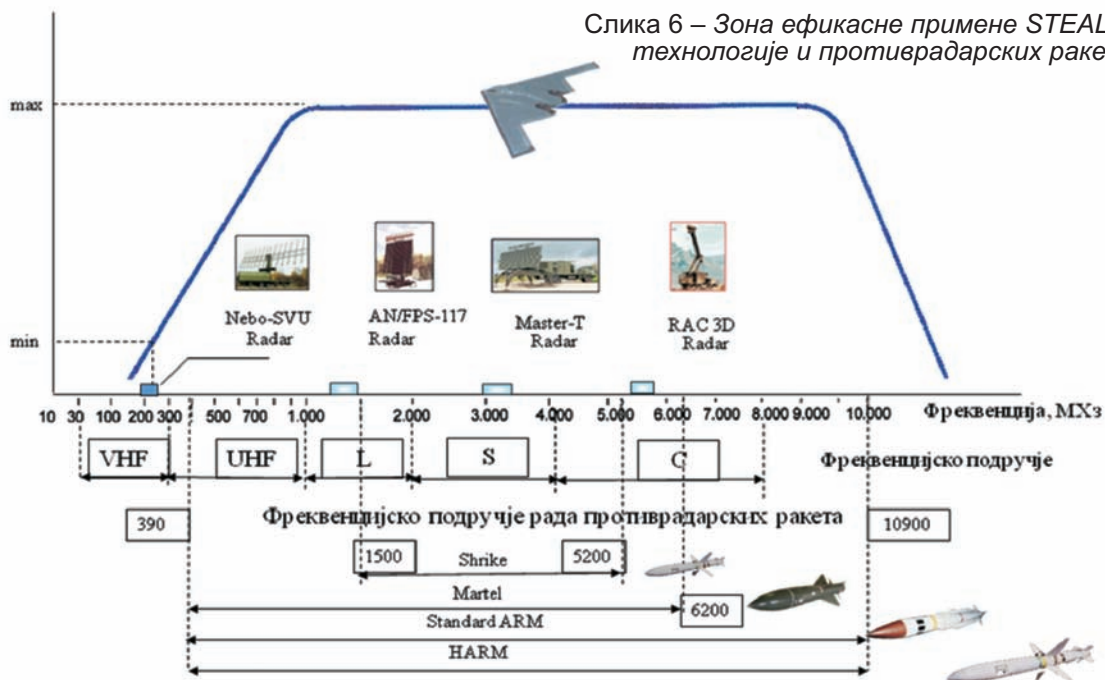 Слика 6 – Зона ефикасне примене STEAL
технологије и противрадарских раке
max
min
Nebo-SVU
Radar
AN/FPS-117
Radar
Master-T
Radar
RAC 3D
Radar
10 30 100 200 300 500 700 1.000 2.000 3.000 4.000 5.000 6.000 7.000 8.000 9.000 10.000 Фреквенција, МХз
VHF UHF L S C Фреквенцијско подручје
390 Фреквенцијско подручје рада противрадарских ракета 10900
1500 Shrike 5200
Martel
6200
Standard ARM
HARM